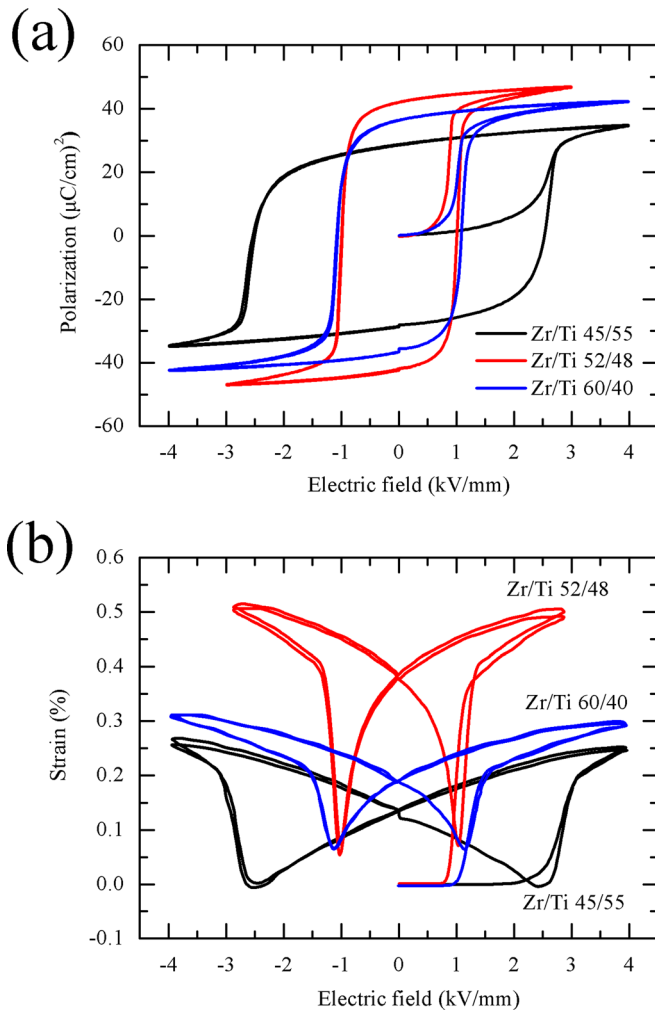 (a)
60
40
20
0
-20
-40
-60
Polarization (μC/cm)²
Zr/Ti 45/55
Zr/Ti 52/48
Zr/Ti 60/40
-4 -3 -2 -1 0 1 2 3 4
Electric field (kV/mm)
(b)
0.6
0.5
0.4
0.3
0.2
0.1
0.0
-0.1
Strain (%)
Zr/Ti 52/48
Zr/Ti 60/40
Zr/Ti 45/55
-4 -3 -2 -1 0 1 2 3 4
Electric field (kV/mm)